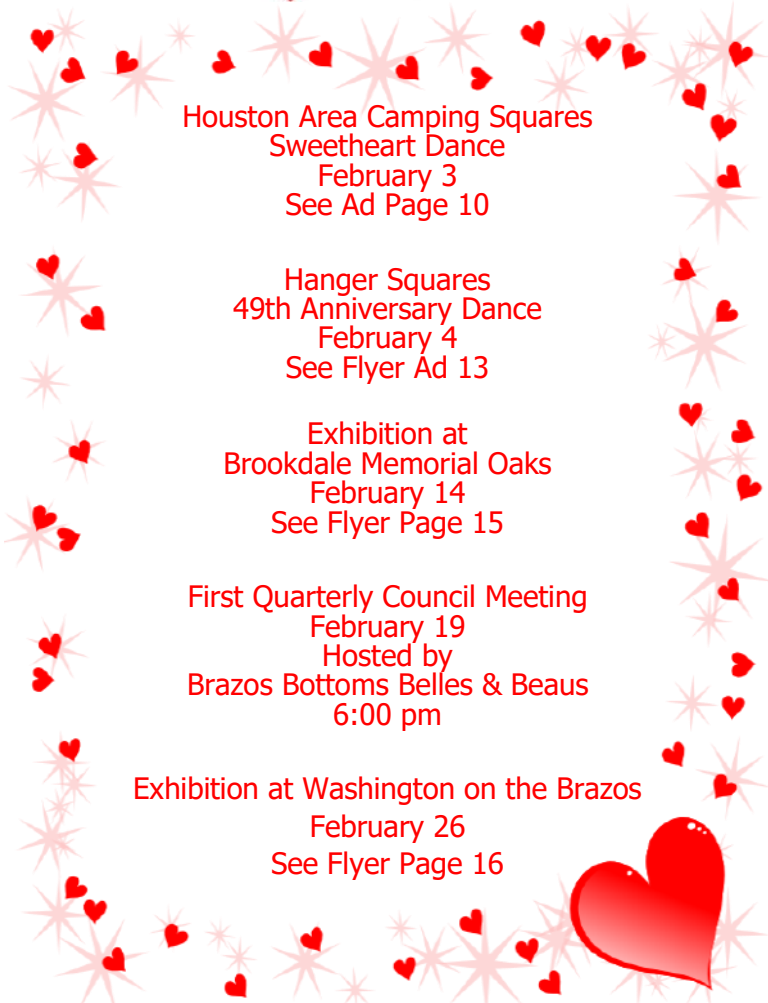 Houston Area Camping Squares
Sweetheart Dance
February 3
See Ad Page 10
Hanger Squares
49th Anniversary Dance
February 4
See Flyer Ad 13
Exhibition at
Brookdale Memorial Oaks
February 14
See Flyer Page 15
First Quarterly Council Meeting
February 19
Hosted by
Brazos Bottoms Belles & Beaus
6:00 pm
Exhibition at Washington on the Brazos
February 26
See Flyer Page 16